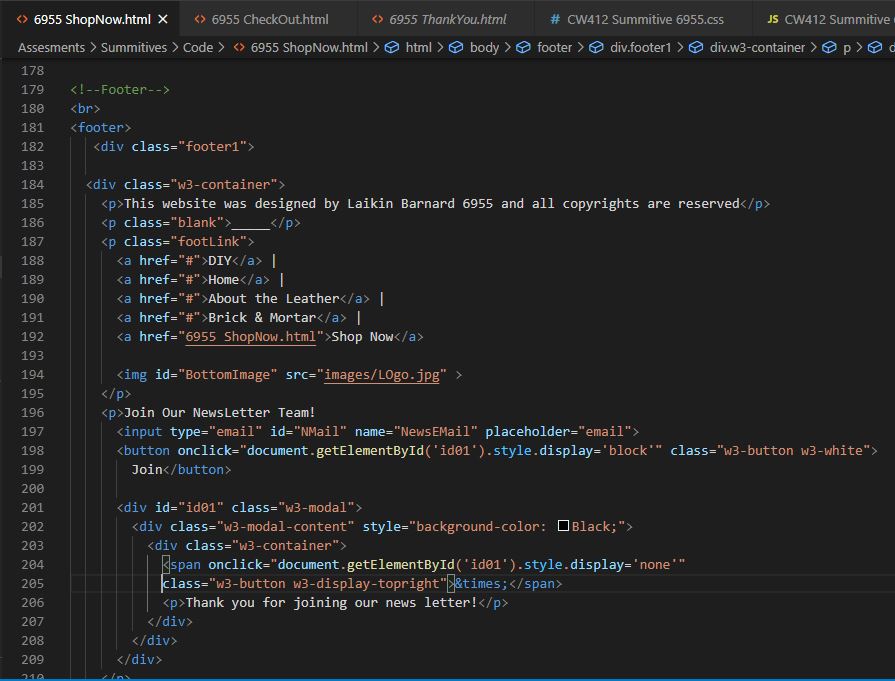 <> 6955 ShopNow.html × <> 6955 CheckOut.html <> 6955 ThankYou.html # CW412 Summitive 6955.css JS CW412 Summitive
Assesments > Summitives > Code > <> 6955 ShopNow.html > html > body > footer > div.footer1 > div.w3-container > p >
178
179 <!--Footer-->
180 <br>
181 <footer>
182 <div class="footer1">
183
184 <div class="w3-container">
185 <p>This website was designed by Laikin Barnard 6955 and all copyrights are reserved</p>
186 <p class="blank">_____</p>
187 <p class="footLink">
188 <a href="#">DIY</a> |
189 <a href="#">Home</a> |
190 <a href="#">About the Leather</a> |
191 <a href="#">Brick & Mortar</a> |
192 <a href="6955 ShopNow.html">Shop Now</a>
193
194 <img id="BottomImage" src="images/LOgo.jpg" >
195 </p>
196 <p>Join Our NewsLetter Team!
197 <input type="email" id="NMail" name="NewsEMail" placeholder="email">
198 <button onclick="document.getElementById('id01').style.display='block'" class="w3-button w3-white">
199 Join</button>
200
201 <div id="id01" class="w3-modal">
202 <div class="w3-modal-content" style="background-color: Black;">
203 <div class="w3-container">
204 <span onclick="document.getElementById('id01').style.display='none'"
205 class="w3-button w3-display-topright">&times;</span>
206 <p>Thank you for joining our news letter!</p>
207 </div>
208 </div>
209 </div>
210 </p>